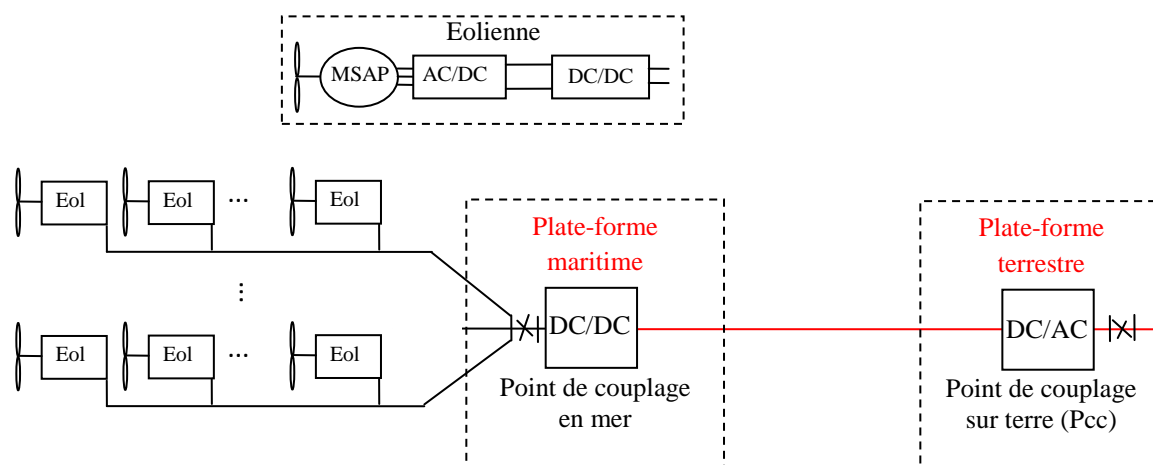 Eolienne
MSAP
AC/DC
DC/DC
Eol
Eol
...
Eol
Plate-forme
maritime
Plate-forme
terrestre
...
Eol
Eol
...
Eol
DC/DC
DC/AC
Point de couplage
en mer
Point de couplage
sur terre (Pcc)